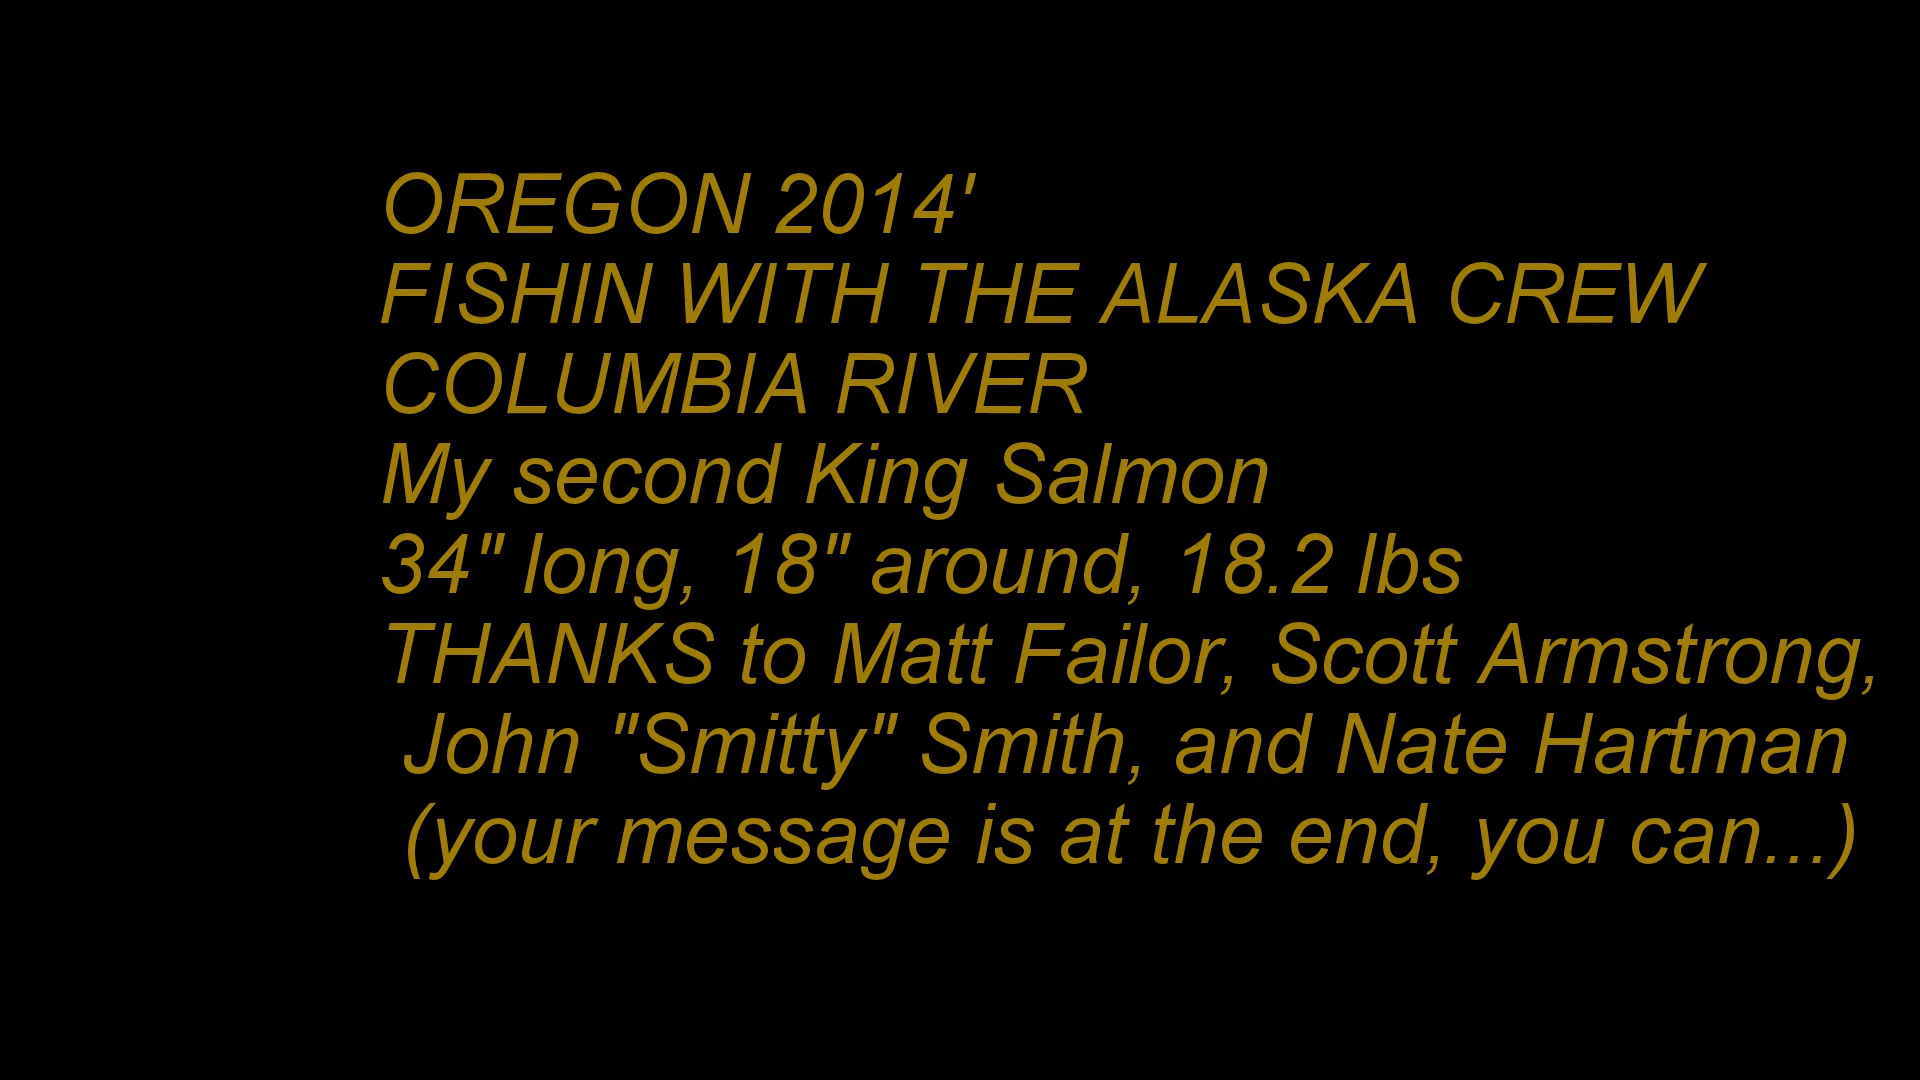 OREGON 2014'
FISHIN WITH THE ALASKA CREW
COLUMBIA RIVER
My second King Salmon
34" long, 18" around, 18.2 lbs
THANKS to Matt Failor, Scott Armstrong,
John "Smitty" Smith, and Nate Hartman
(your message is at the end, you can...)